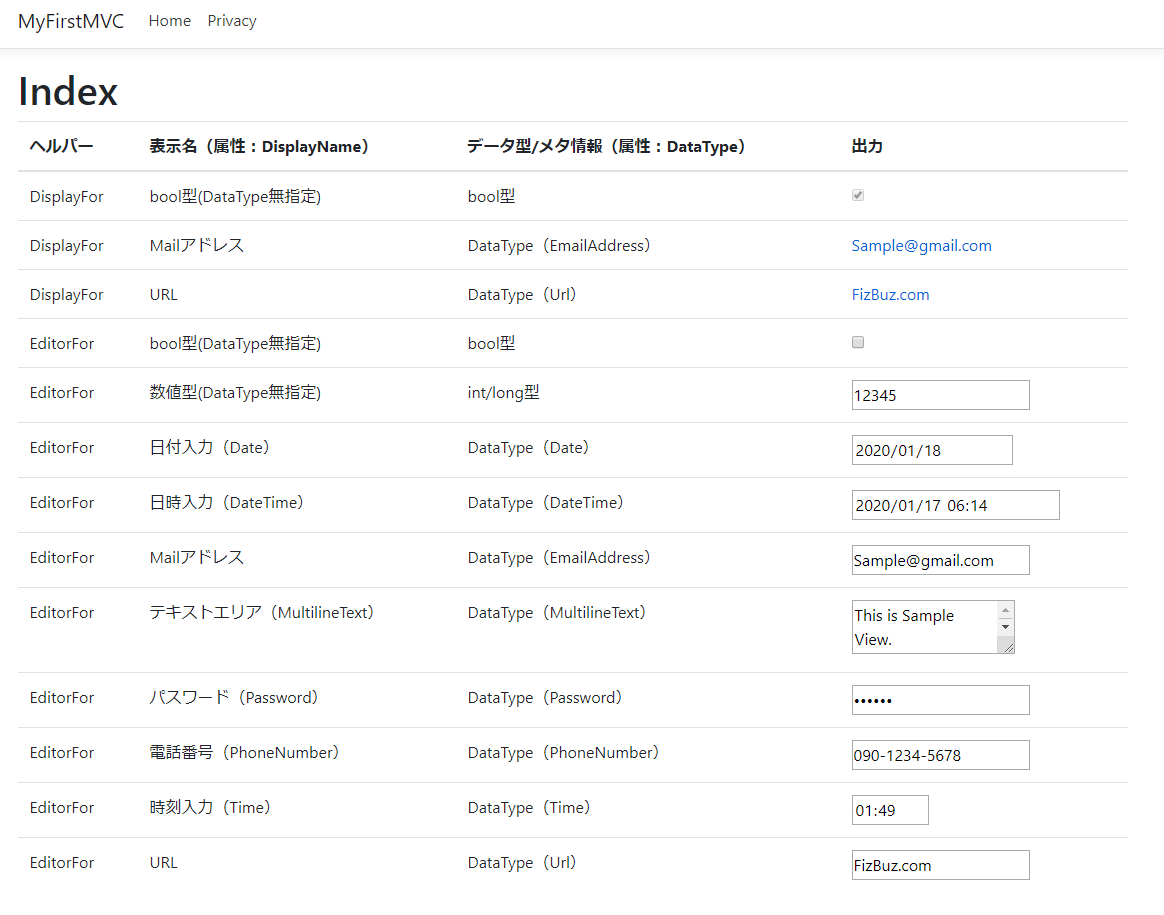 MyFirstMVC Home Privacy
Index
ヘルパー 表示名（属性：DisplayName） データ型/メタ情報（属性：DataType） 出力
DisplayFor bool型(DataType無指定) bool型
DisplayFor Mailアドレス DataType（EmailAddress） Sample@gmail.com
DisplayFor URL DataType（Url） FizBuz.com
EditorFor bool型(DataType無指定) bool型
EditorFor 数値型(DataType無指定) int/long型 12345
EditorFor 日付入力（Date） DataType（Date） 2020/01/18
EditorFor 日時入力（DateTime） DataType（DateTime） 2020/01/17 06:14
EditorFor Mailアドレス DataType（EmailAddress） Sample@gmail.com
EditorFor テキストエリア（MultilineText） DataType（MultilineText） This is Sample
View.
EditorFor パスワード（Password） DataType（Password） ••••••
EditorFor 電話番号（PhoneNumber） DataType（PhoneNumber） 090-1234-5678
EditorFor 時刻入力（Time） DataType（Time） 01:49
EditorFor URL DataType（Url） FizBuz.com